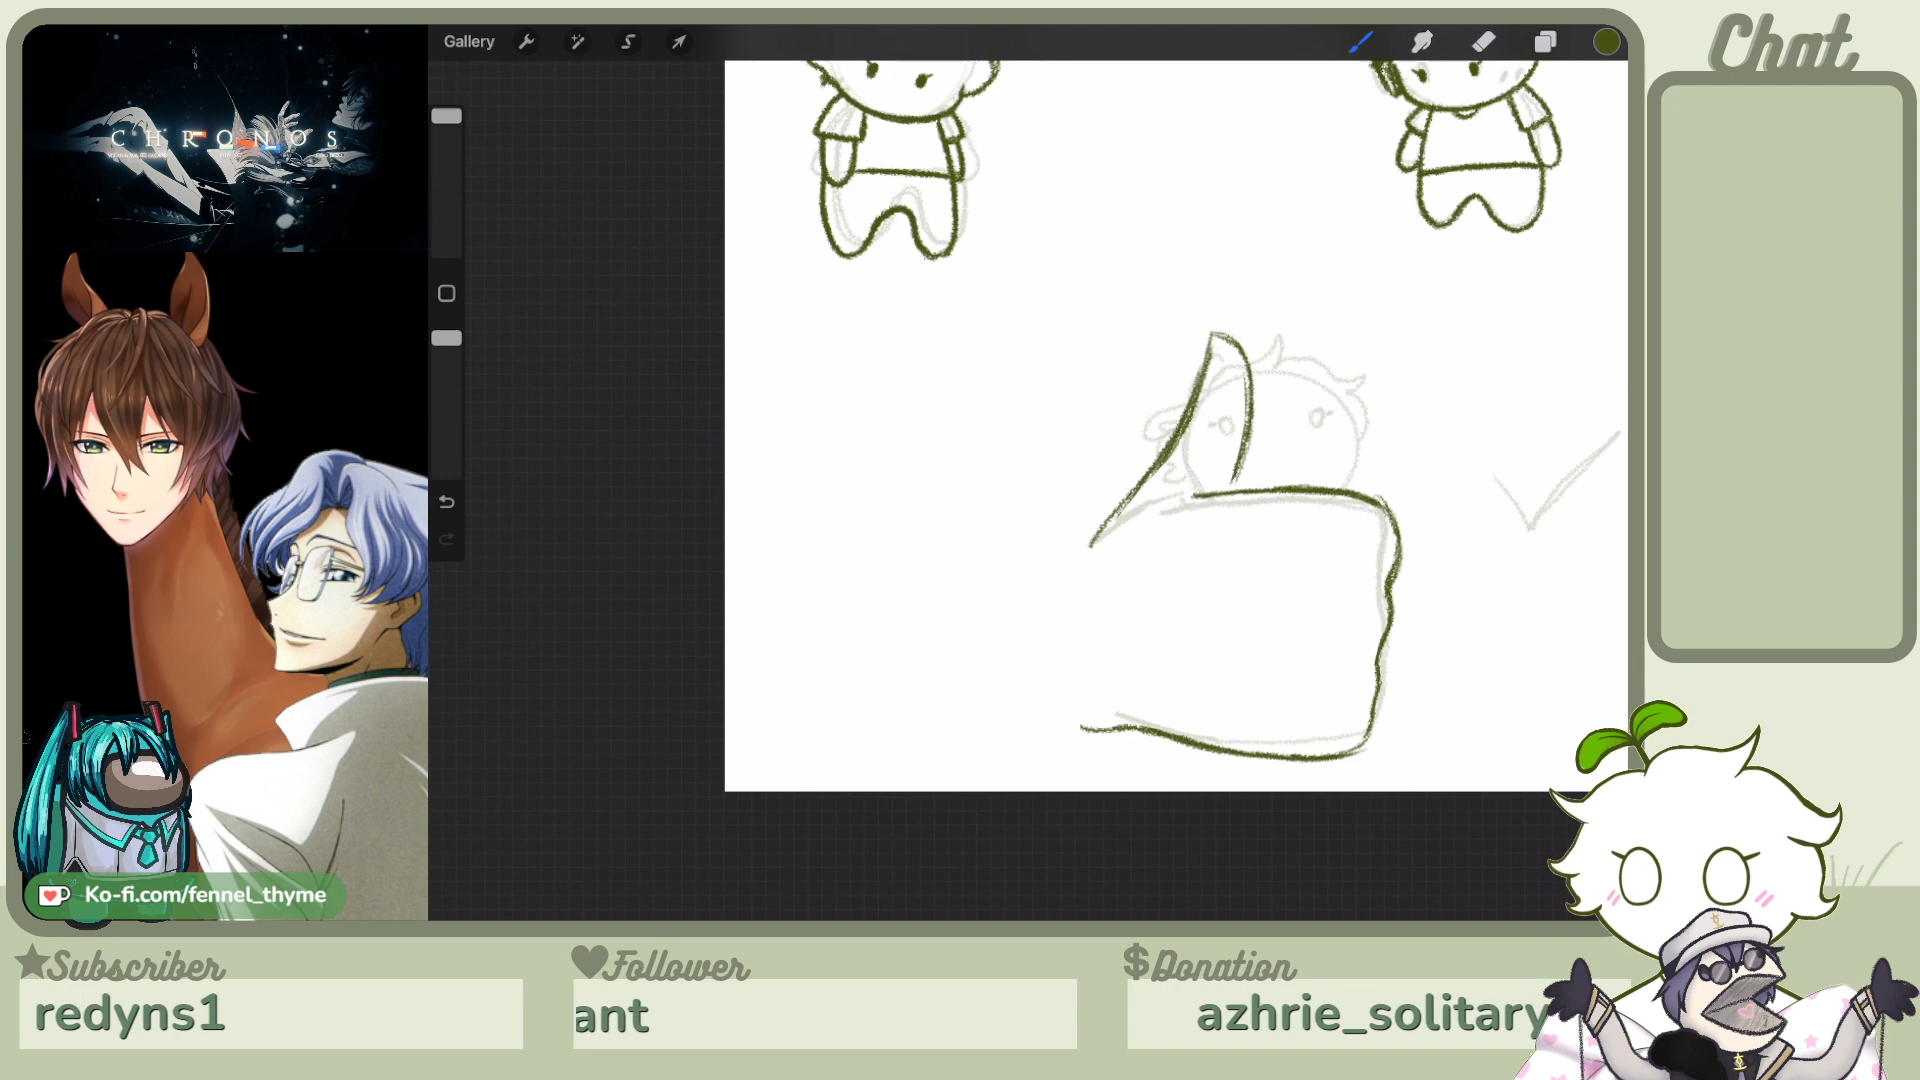 Chat
Gallery
CHRONOS
Ko-fi.com/fennel_thyme
Subscriber
Follower
$Donation
redyns1
ant
azhrie_solitary